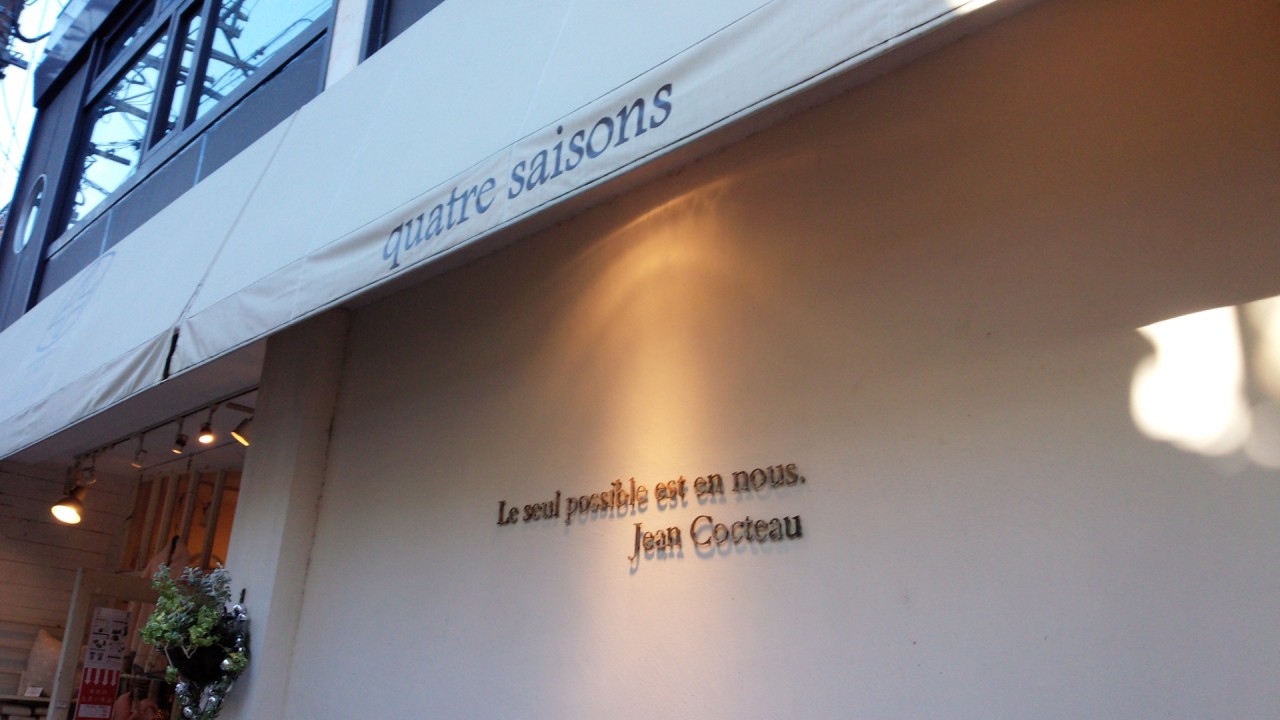 quatre saisons
Le seul possible est en nous.
Jean Cocteau